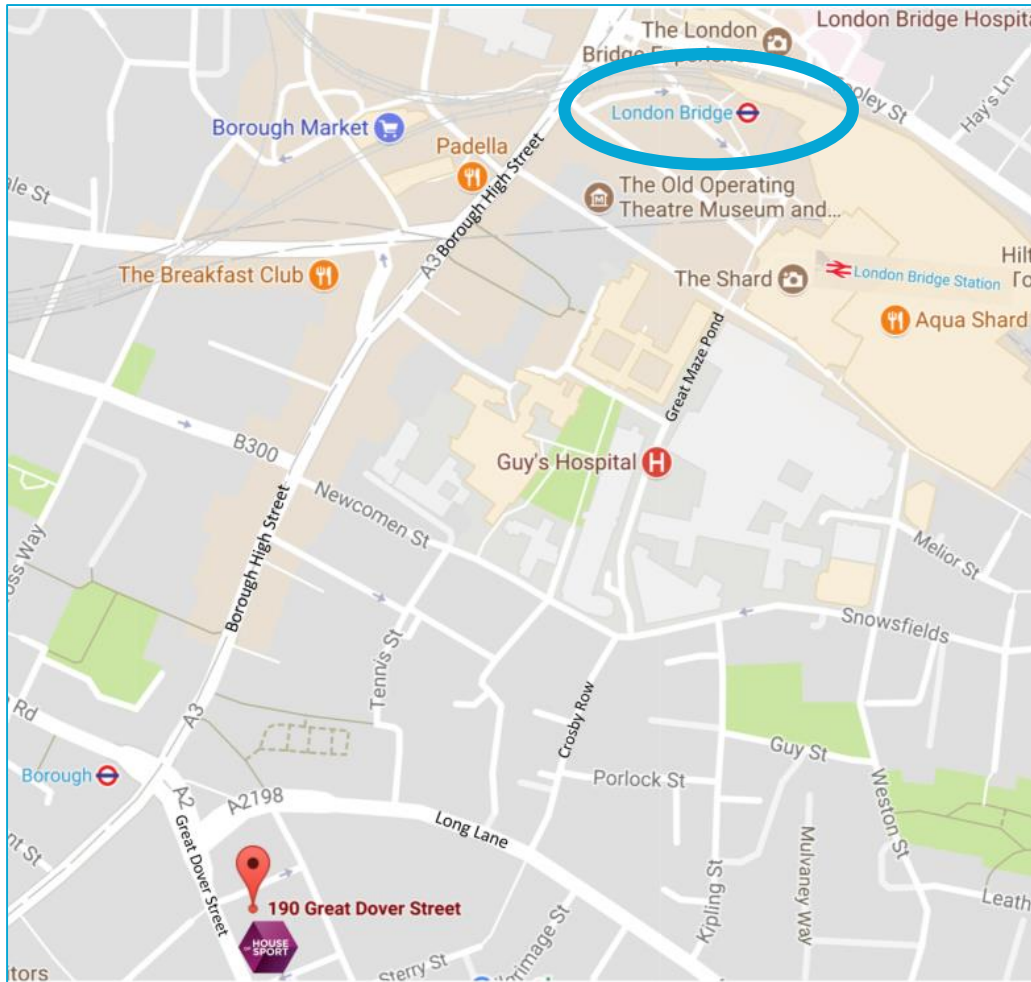 The London
Bridge Experience
London Bridge Hospita
Tooley St
Hay's Ln
London Bridge
Borough Market
Padella
Borough High Street
A3
ale St
The Old Operating
Theatre Museum and...
The Breakfast Club
The Shard
London Bridge Station
Hilt
Aqua Shard
Great Maze Pond
B300
Guy's Hospital
Newcomen St
Borough High Street
oss Way
Melior St
Snowsfields
Tennis St
Crosby Row
A3
Rd
Guy St
Borough
Porlock St
A2
A2198
Weston St
Long Lane
Great Dover Street
nt St
Mulvaney Way
Kipling St
Leath
190 Great Dover Street
THE HOUSE
SPORT
Sterry St
Pilgrimage St
itors